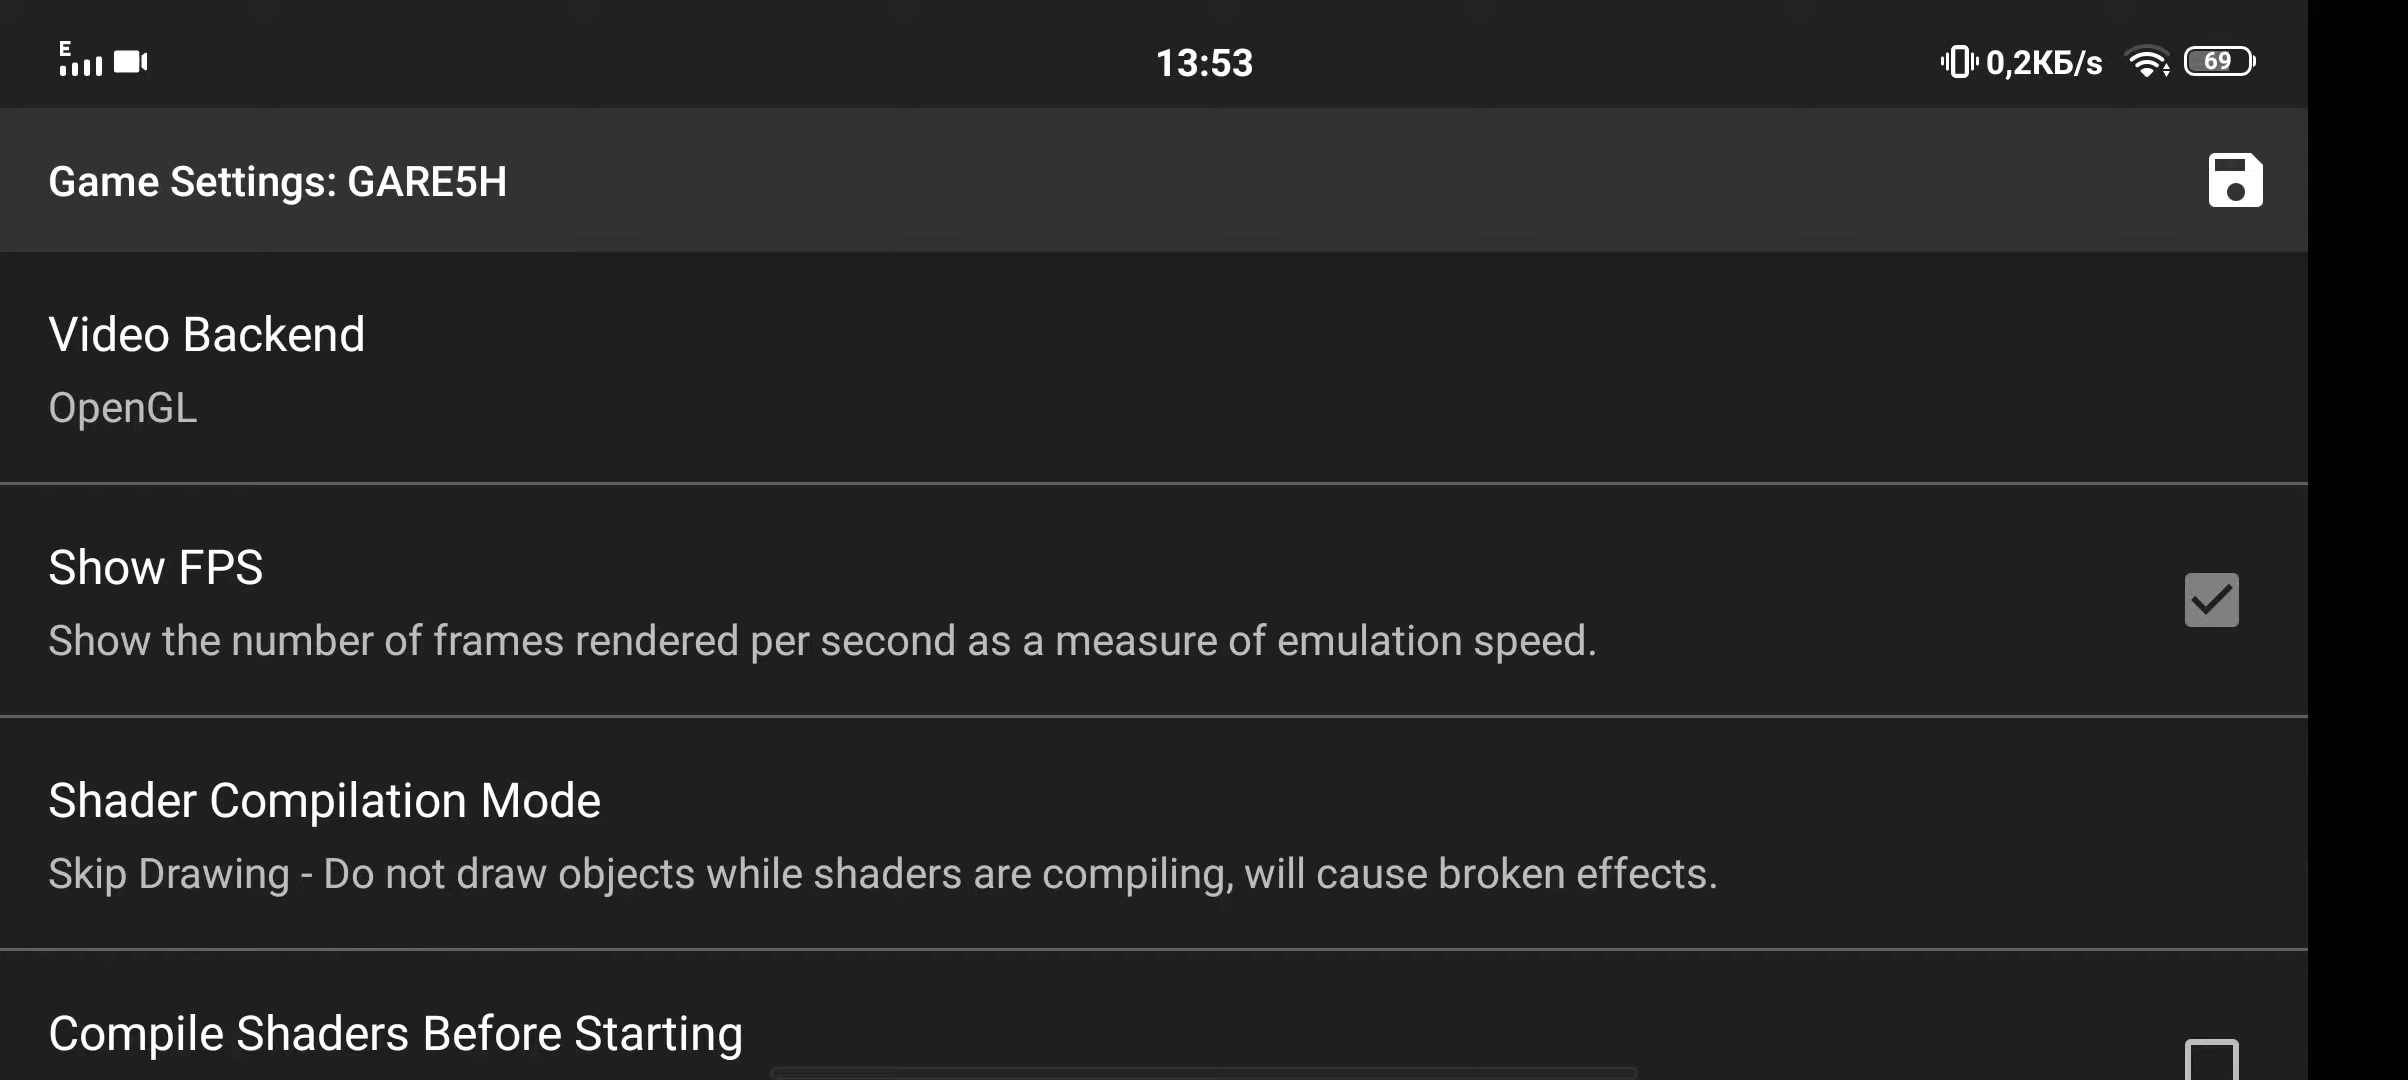 E
13:53
0,2КБ/s
69
Game Settings: GARE5H
Video Backend
OpenGL
Show FPS
Show the number of frames rendered per second as a measure of emulation speed.
Shader Compilation Mode
Skip Drawing - Do not draw objects while shaders are compiling, will cause broken effects.
Compile Shaders Before Starting